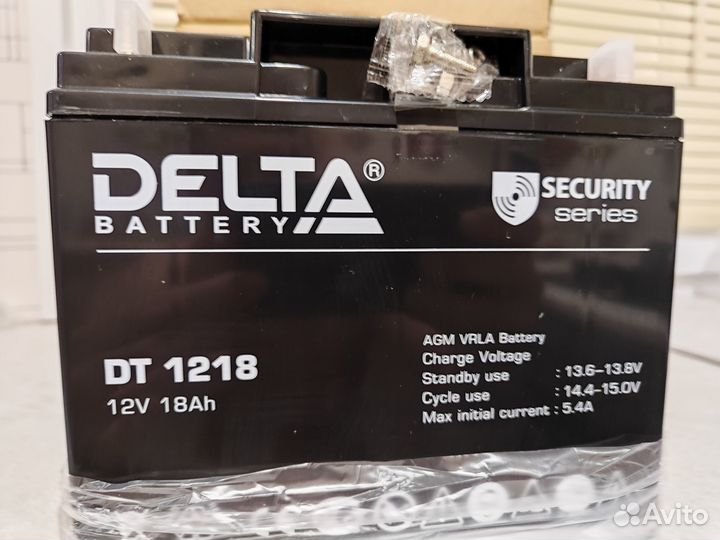 DELTA®
BATTERY
SECURITY
series
DT 1218
12V 18Ah
AGM VRLA Battery
Charge Voltage
Standby use : 13.6–13.8V
Cycle use : 14.4–15.0V
Max initial current : 5.4A
Avito